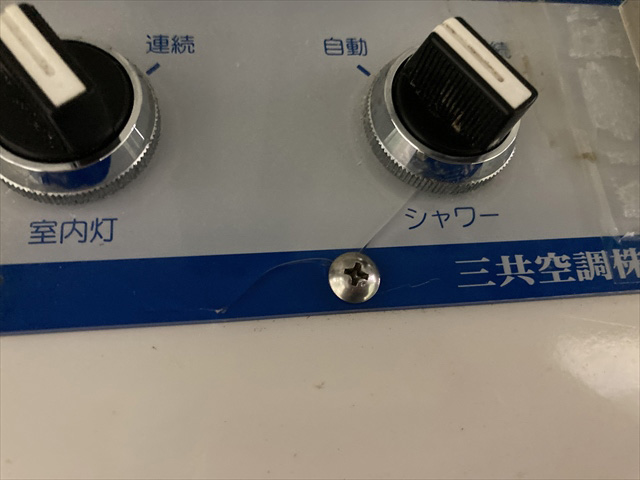 連続
自動
室内灯
シャワー
三共空調株